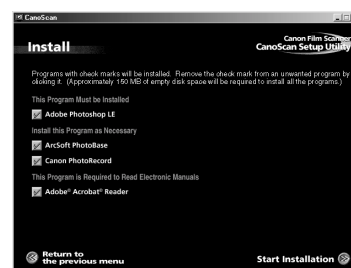 CanoScan
Install
Canon Film Scanner
CanoScan Setup Utility
Programs with check marks will be installed. Remove the check mark from an unwanted program by
clicking it. (Approximately 150 MB of empty disk space will be required to install all the programs.)
This Program Must be Installed
Adobe Photoshop LE
Install this Program as Necessary
ArcSoft PhotoBase
Canon PhotoRecord
This Program is Required to Read Electronic Manuals
Adobe® Acrobat® Reader
Return to
the previous menu
Start Installation